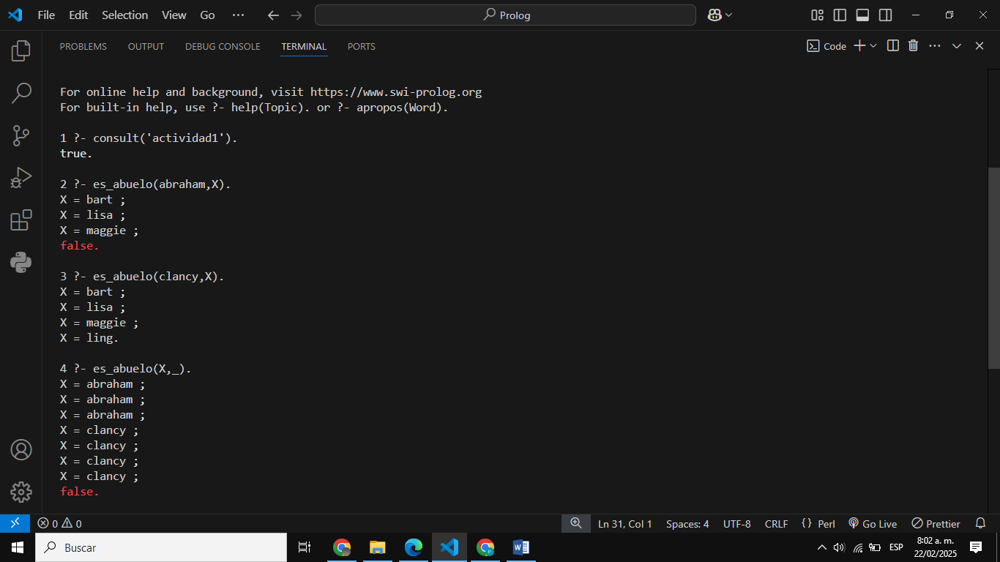 File Edit Selection View Go ··· Prolog
PROBLEMS OUTPUT DEBUG CONSOLE TERMINAL PORTS Code
For online help and background, visit https://www.swi-prolog.org
For built-in help, use ?- help(Topic). or ?- apropos(Word).
1 ?- consult('actividad1').
true.
2 ?- es_abuelo(abraham,X).
X = bart ;
X = lisa ;
X = maggie ;
false.
3 ?- es_abuelo(clancy,X).
X = bart ;
X = lisa ;
X = maggie ;
X = ling.
4 ?- es_abuelo(X,_).
X = abraham ;
X = abraham ;
X = abraham ;
X = clancy ;
X = clancy ;
X = clancy ;
X = clancy ;
false.
0 0 Ln 31, Col 1 Spaces: 4 UTF-8 CRLF {} Perl Go Live Prettier
Buscar ESP 8:02 a. m.
22/02/2025